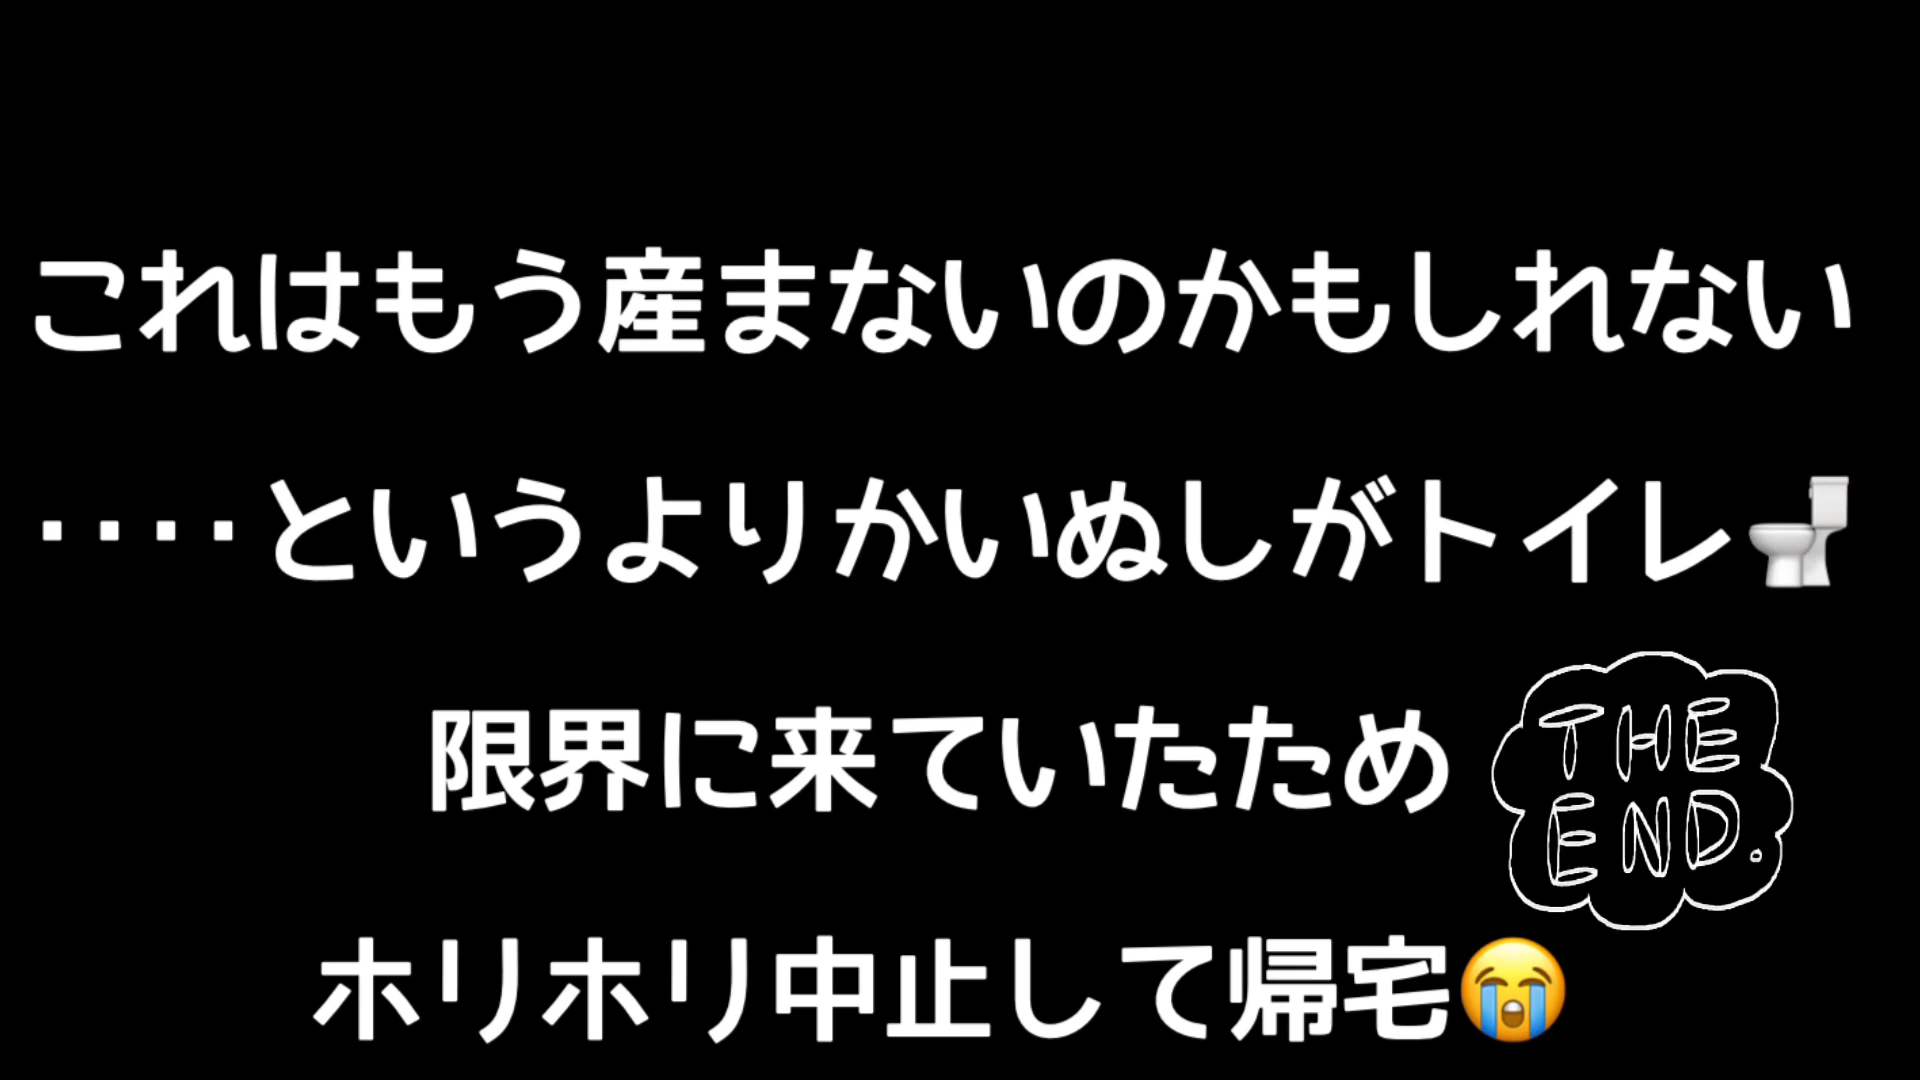 これはもう産まないのかもしれない
····というよりかいぬしがトイレ🚽
限界に来ていたため
THE
END.
ホリホリ中止して帰宅😭